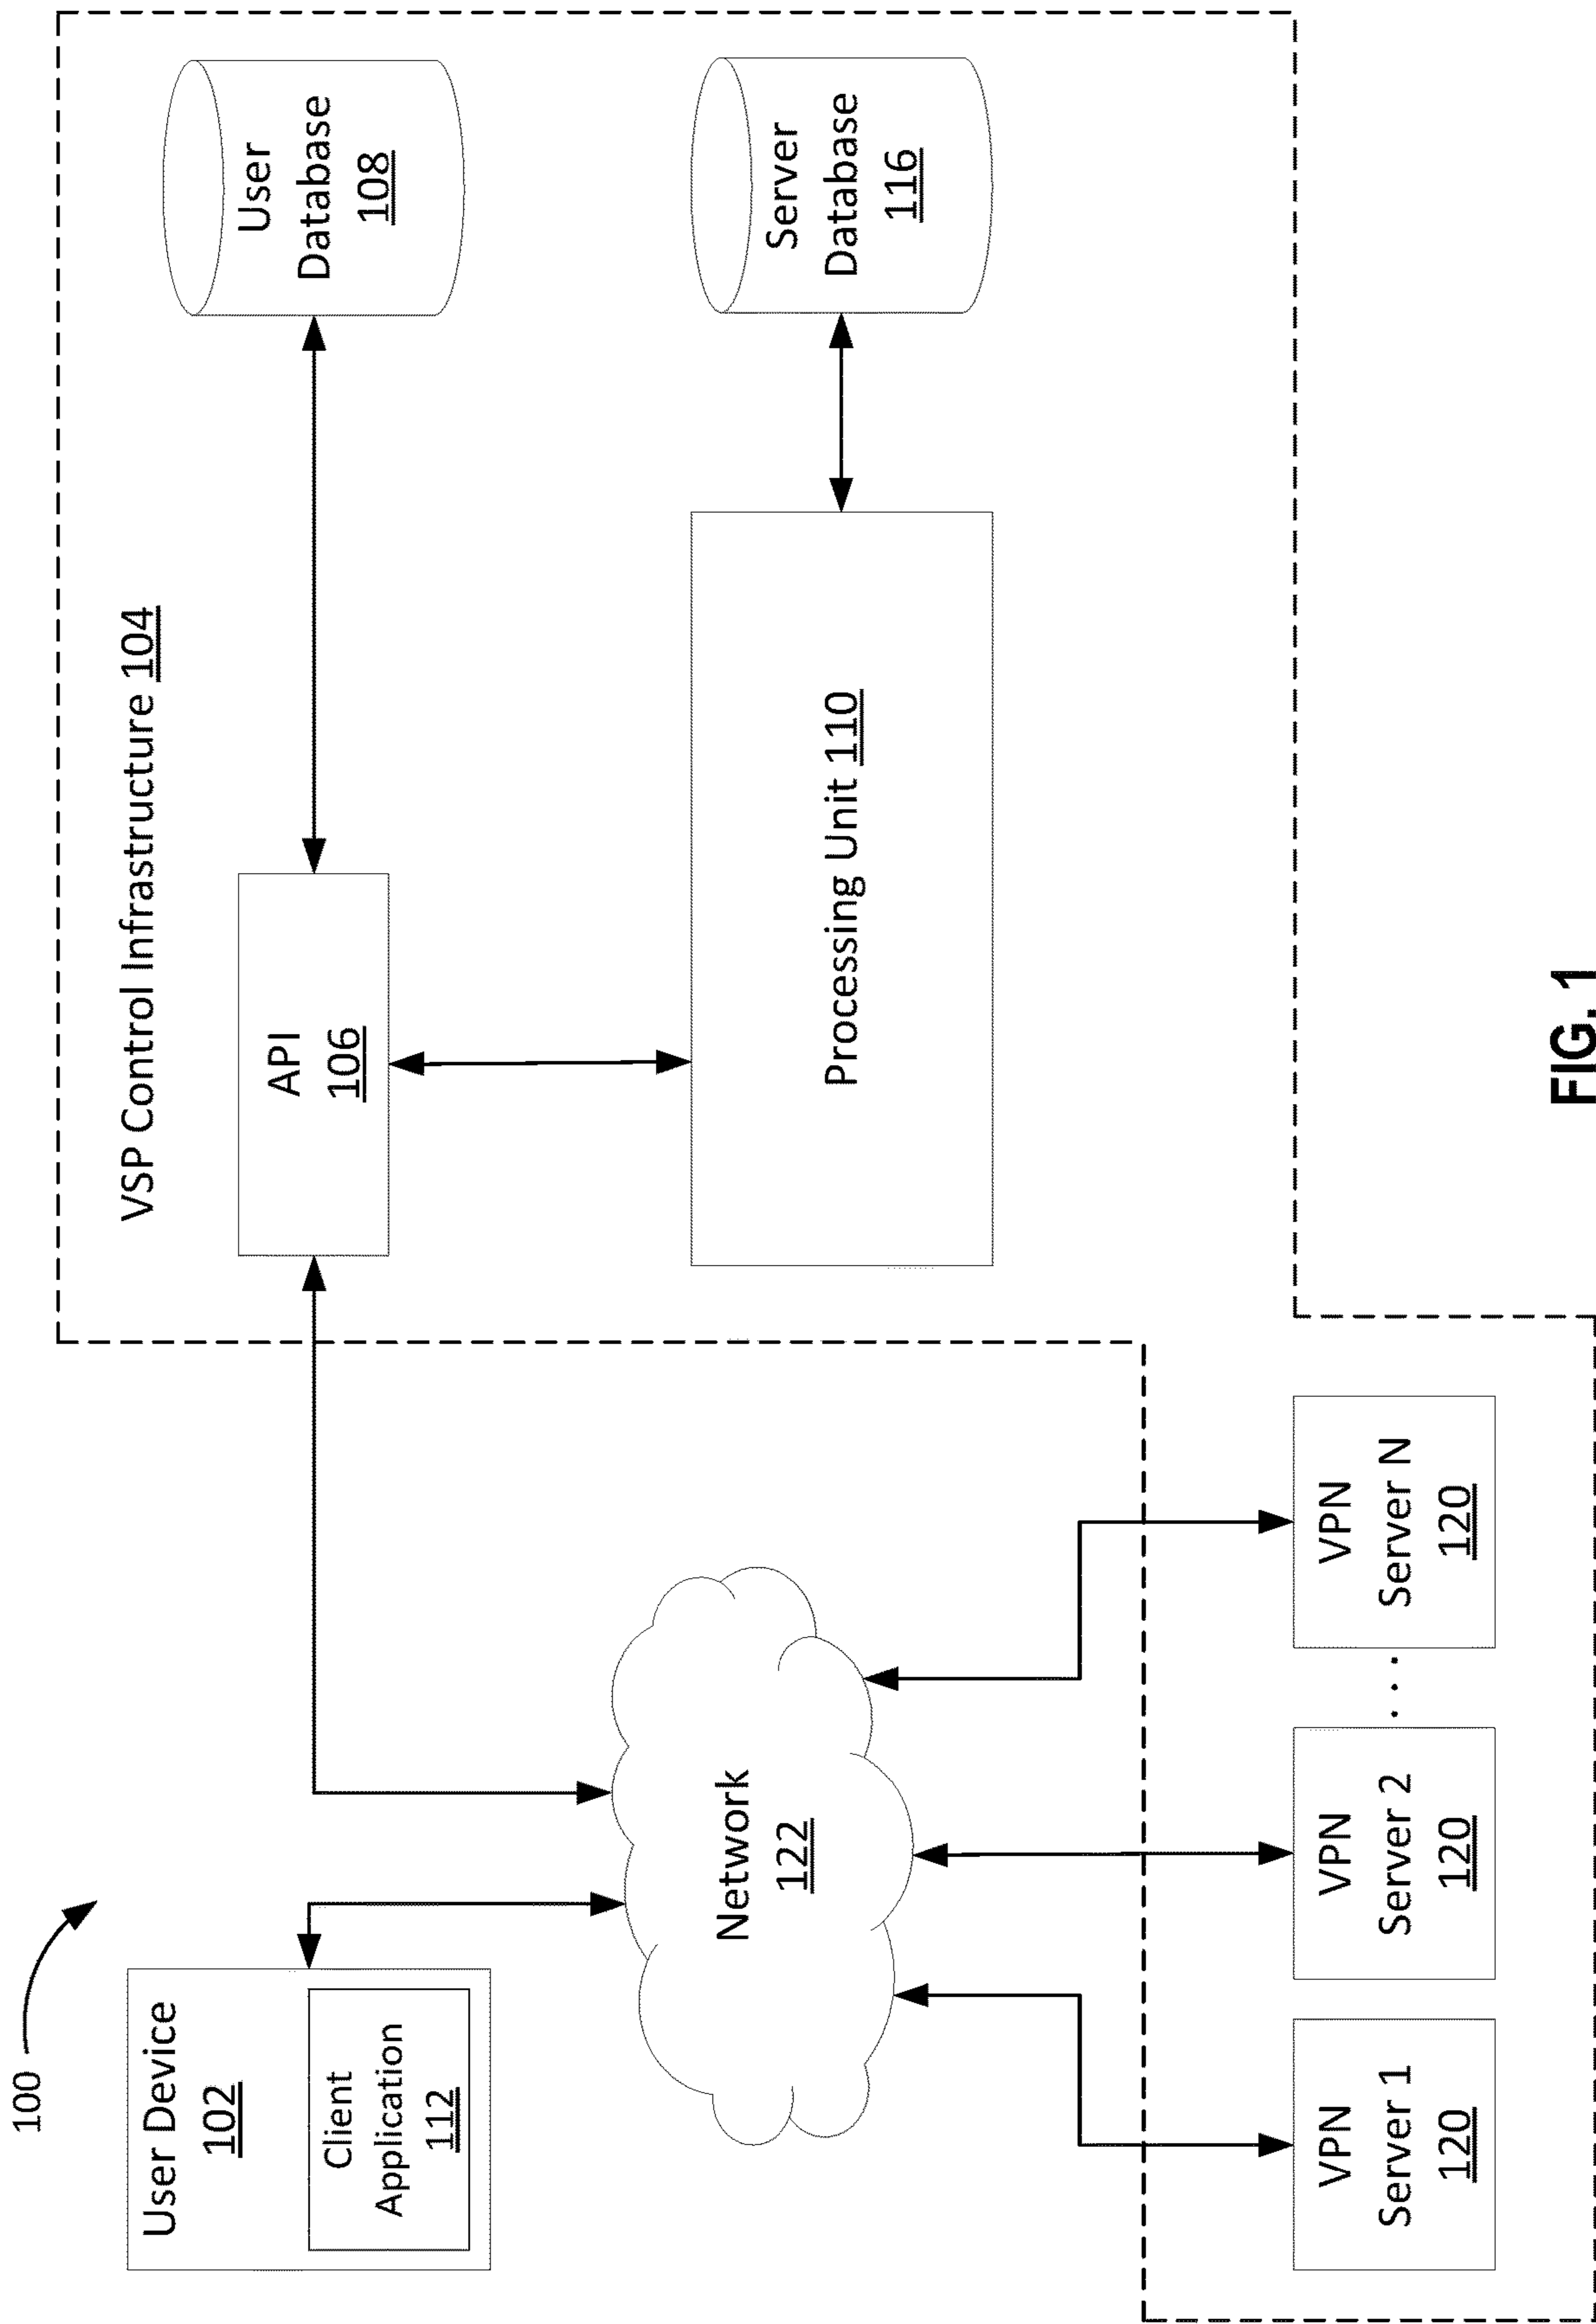 100
User Device
102
Client
Application
112
VSP Control Infrastructure 104
API
106
User
Database
108
Network
122
Processing Unit 110
Server
Database
116
VPN
Server 1
120
VPN
Server 2
120
. . .
VPN
Server N
120
FIG. 1